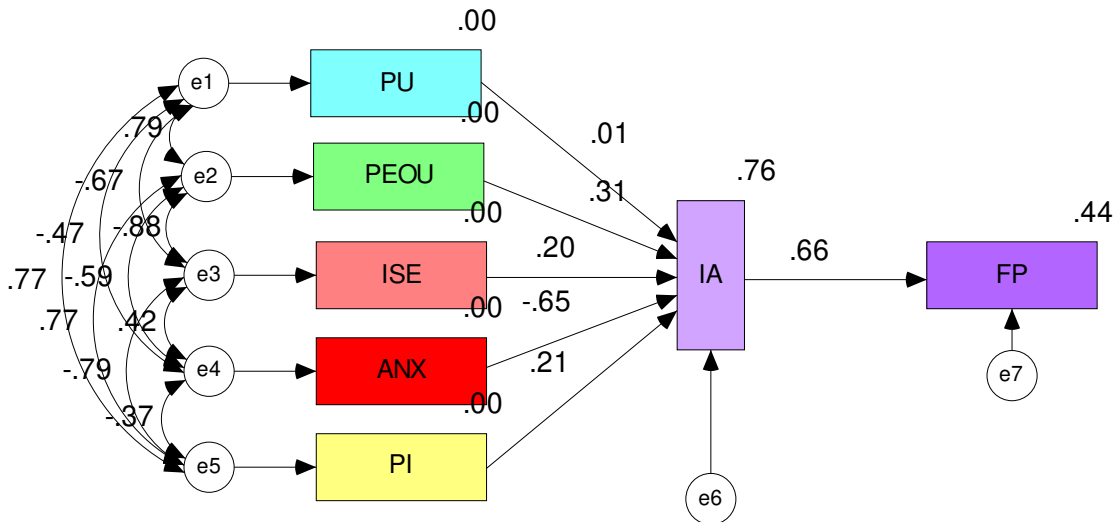 .00
e1
PU
.79
.00
.01
e2
PEOU
.76
-.67
.31
.00
.44
-.47
-.88
.20
.66
e3
ISE
IA
FP
.77
-.59
.00
-.65
.77
.42
.21
e4
ANX
e7
-.79
.00
-.37
e5
PI
e6